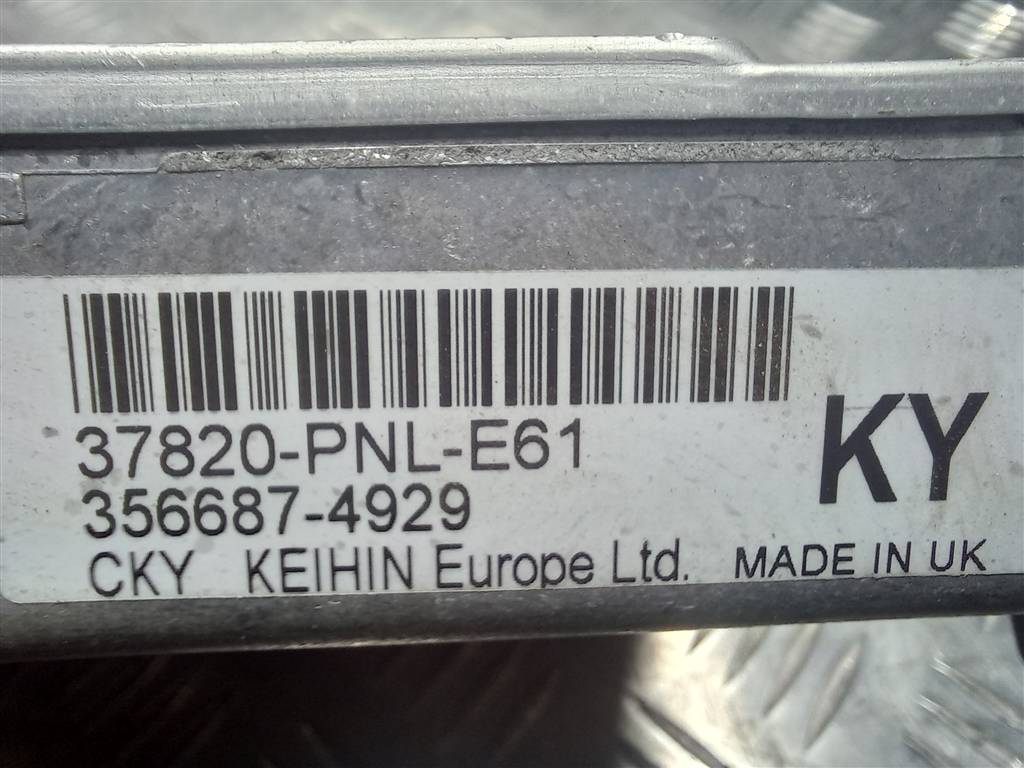 37820-PNL-E61
356687-4929
KY
CKY KEIHIN Europe Ltd. MADE IN UK